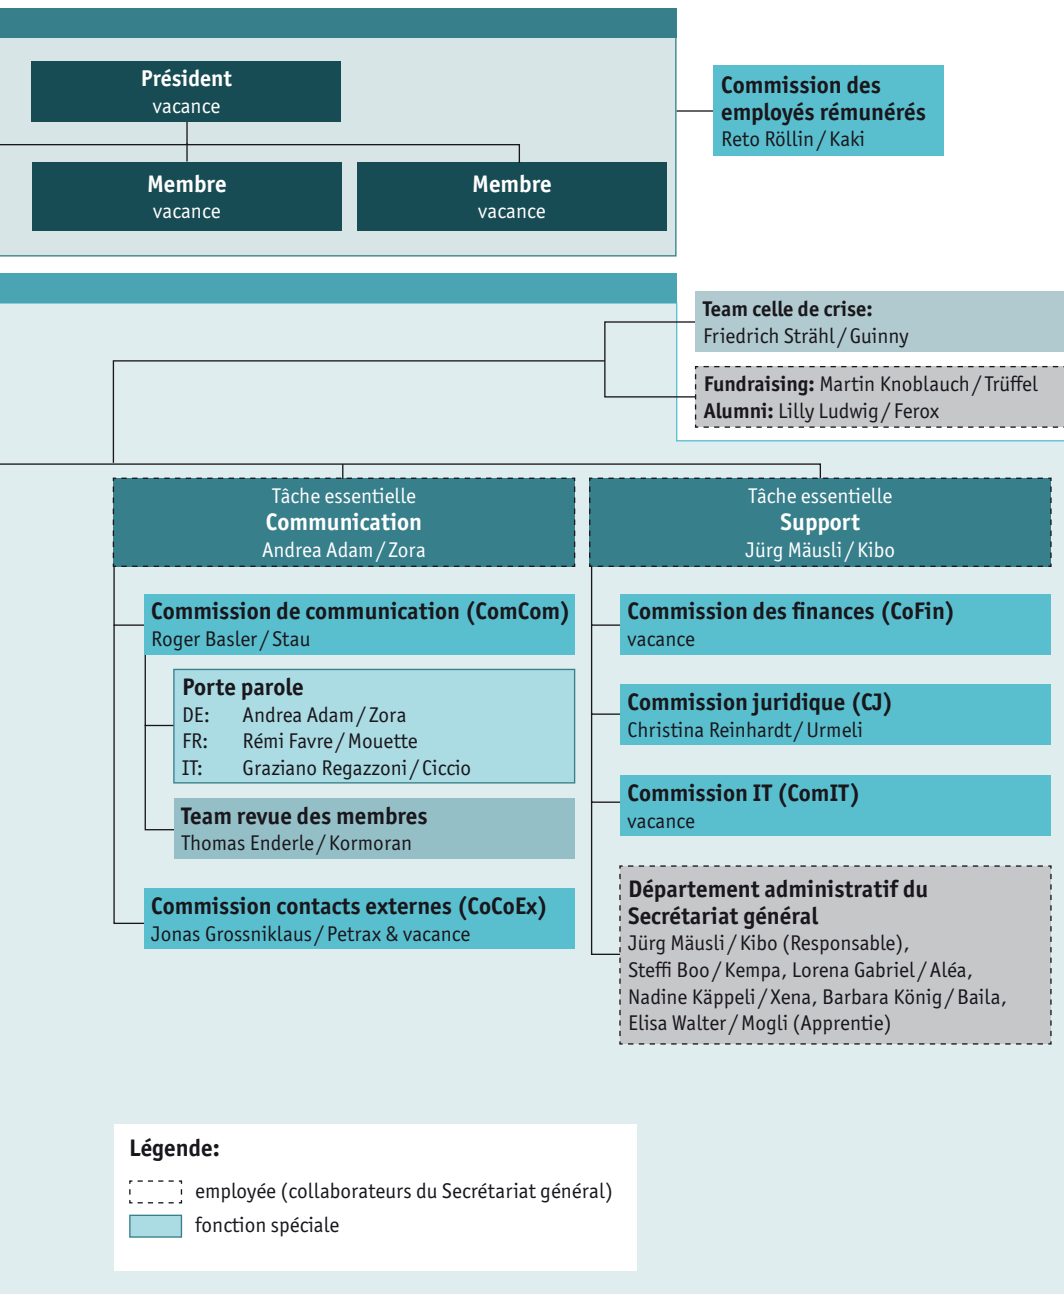 Président
vacance
Membre
vacance
Membre
vacance
Commission des
employés rémunérés
Reto Röllin / Kaki
Team celle de crise:
Friedrich Strähl / Guinny
Fundraising: Martin Knoblauch / Trüffel
Alumni: Lilly Ludwig / Ferox
Tâche essentielle
Communication
Andrea Adam / Zora
Commission de communication (ComCom)
Roger Basler / Stau
Porte parole
DE: Andrea Adam / Zora
FR: Rémi Favre / Mouette
IT: Graziano Regazzoni / Ciccio
Team revue des membres
Thomas Enderle / Kormoran
Commission contacts externes (CoCoEx)
Jonas Grossniklaus / Petrax & vacance
Tâche essentielle
Support
Jürg Mäusli / Kibo
Commission des finances (CoFin)
vacance
Commission juridique (CJ)
Christina Reinhardt / Urmeli
Commission IT (ComIT)
vacance
Département administratif du
Secrétariat général
Jürg Mäusli / Kibo (Responsable),
Steffi Boo / Kempa, Lorena Gabriel / Aléa,
Nadine Käppeli / Xena, Barbara König / Baila,
Elisa Walter / Mogli (Apprentie)
Légende:
employée (collaborateurs du Secrétariat général)
fonction spéciale